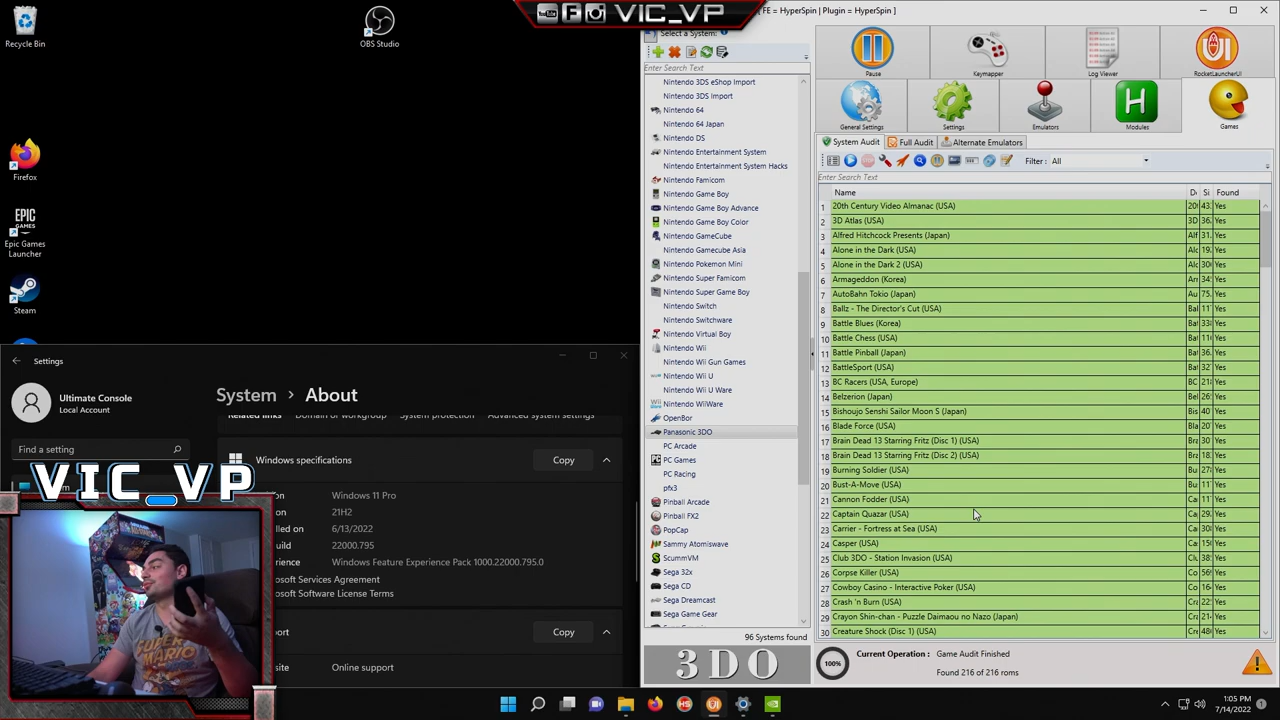 VIC_VP
[ FE = HyperSpin | Plugin = HyperSpin ]
Recycle Bin
OBS Studio
Firefox
EPIC GAMES
Epic Games Launcher
Steam
Select a System:
Enter Search Text
Nintendo 3DS eShop Import
Nintendo 3DS Import
Nintendo 64
Nintendo 64 Japan
Nintendo DS
Nintendo Entertainment System
Nintendo Entertainment System Hacks
Nintendo Famicom
Nintendo Game Boy
Nintendo Game Boy Advance
Nintendo Game Boy Color
Nintendo GameCube
Nintendo Gamecube Asia
Nintendo Pokemon Mini
Nintendo Super Famicom
Nintendo Super Game Boy
Nintendo Switch
Nintendo Switchware
Nintendo Virtual Boy
Nintendo Wii
Nintendo Wii Gun Games
Nintendo Wii U
Nintendo Wii U Ware
Nintendo WiiWare
OpenBor
Panasonic 3DO
PC Arcade
PC Games
PC Racing
pfx3
Pinball Arcade
Pinball FX2
PopCap
Sammy Atomiswave
ScummVM
Sega 32x
Sega CD
Sega Dreamcast
Sega Game Gear
96 Systems found
3DO
Pause
Keymapper
Log Viewer
RocketLauncherUI
General Settings
Settings
Emulators
Modules
Games
System Audit
Full Audit
Alternate Emulators
Filter : All
Enter Search Text
Name
Found
1 20th Century Video Almanac (USA) Yes
2 3D Atlas (USA) Yes
3 Alfred Hitchcock Presents (Japan) Yes
4 Alone in the Dark (USA) Yes
5 Alone in the Dark 2 (USA) Yes
6 Armageddon (Korea) Yes
7 AutoBahn Tokio (Japan) Yes
8 Ballz - The Director's Cut (USA) Yes
9 Battle Blues (Korea) Yes
10 Battle Chess (USA) Yes
11 Battle Pinball (Japan) Yes
12 BattleSport (USA) Yes
13 BC Racers (USA, Europe) Yes
14 Belzerion (Japan) Yes
15 Bishoujo Senshi Sailor Moon S (Japan) Yes
16 Blade Force (USA) Yes
17 Brain Dead 13 Starring Fritz (Disc 1) (USA) Yes
18 Brain Dead 13 Starring Fritz (Disc 2) (USA) Yes
19 Burning Soldier (USA) Yes
20 Bust-A-Move (USA) Yes
21 Cannon Fodder (USA) Yes
22 Captain Quazar (USA) Yes
23 Carrier - Fortress at Sea (USA) Yes
24 Casper (USA) Yes
25 Club 3DO - Station Invasion (USA) Yes
26 Corpse Killer (USA) Yes
27 Cowboy Casino - Interactive Poker (USA) Yes
28 Crash 'n Burn (USA) Yes
29 Crayon Shin-chan - Puzzle Daimaou no Nazo (Japan) Yes
30 Creature Shock (Disc 1) (USA) Yes
100%
Current Operation : Game Audit Finished
Found 216 of 216 roms
Settings
Ultimate Console
Local Account
Find a setting
System > About
Related links Domain or workgroup System protection Advanced system settings
Windows specifications
Copy
Windows 11 Pro
21H2
6/13/2022
22000.795
Windows Feature Experience Pack 1000.22000.795.0
Services Agreement
Software License Terms
Copy
Online support
VIC_VP
MARIO
1:05 PM
7/14/2022